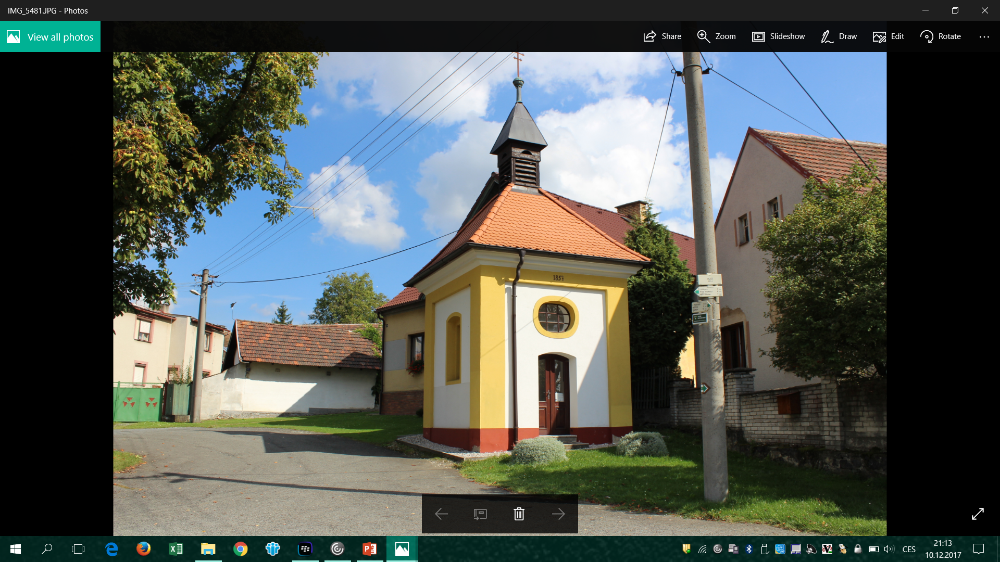 IMG_5481.JPG - Photos
View all photos
Share
Zoom
Slideshow
Draw
Edit
Rotate
1857
CES
21:13
10.12.2017